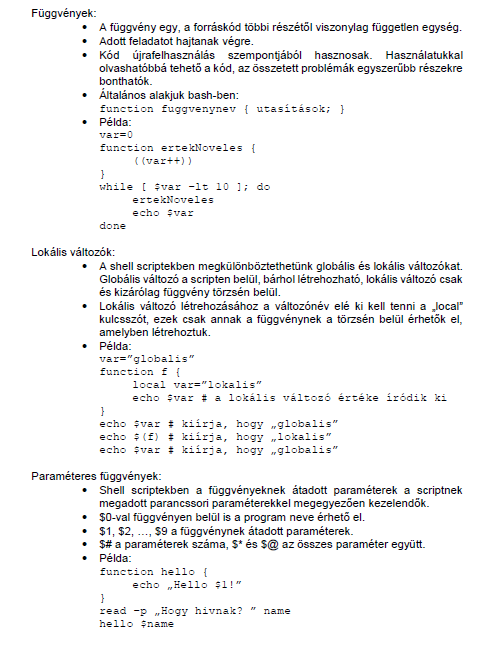 Függvények:
• A függvény egy, a forráskód többi részétől viszonylag független egység.
• Adott feladatot hajtanak végre.
• Kód újrafelhasználás szempontjából hasznosak. Használatukkal
olvashatóbbá tehető a kód, az összetett problémák egyszerűbb részekre
bonthatók.
• Általános alakjuk bash-ben:
function fuggvenynev { utasítások; }
• Példa:
var=0
function ertekNoveles {
((var++))
}
while [ $var -lt 10 ]; do
ertekNoveles
echo $var
done
Lokális változók:
• A shell scriptekben megkülönböztethetünk globális és lokális változókat.
Globális változó a scripten belül, bárhol létrehozható, lokális változó csak
és kizárólag függvény törzsén belül.
• Lokális változó létrehozásához a változónév elé ki kell tenni a „local”
kulcsszót, ezek csak annak a függvénynek a törzsén belül érhetők el,
amelyben létrehoztuk.
• Példa:
var=”globalis”
function f {
local var=”lokalis”
echo $var # a lokális változó értéke íródik ki
}
echo $var # kiírja, hogy „globalis”
echo $(f) # kiírja, hogy „lokalis”
echo $var # kiírja, hogy „globalis”
Paraméteres függvények:
• Shell scriptekben a függvényeknek átadott paraméterek a scriptnek
megadott parancssori paraméterekkel megegyezően kezelendők.
• $0-val függvényen belül is a program neve érhető el.
• $1, $2, …, $9 a függvénynek átadott paraméterek.
• $# a paraméterek száma, $* és $@ az összes paraméter együtt.
• Példa:
function hello {
echo „Hello $1!”
}
read -p „Hogy hivnak? ” name
hello $name